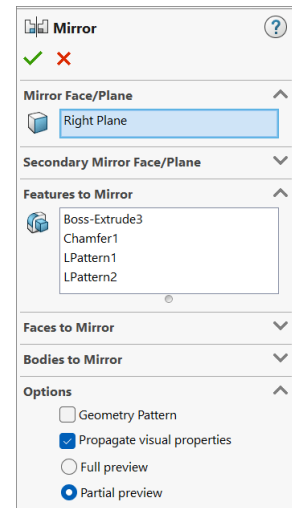 Mirror
?
Mirror Face/Plane
Right Plane
Secondary Mirror Face/Plane
Features to Mirror
Boss-Extrude3
Chamfer1
LPattern1
LPattern2
Faces to Mirror
Bodies to Mirror
Options
Geometry Pattern
Propagate visual properties
Full preview
Partial preview